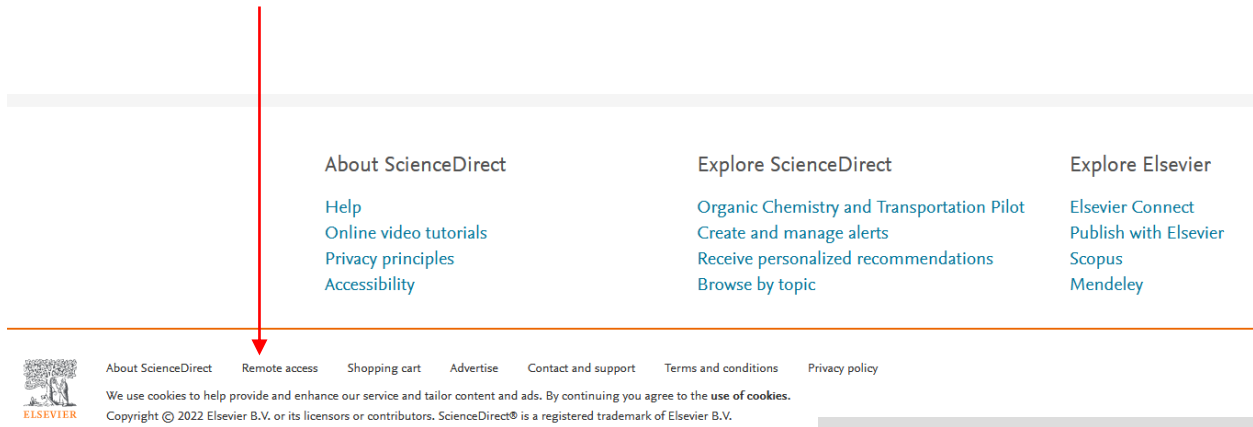 About ScienceDirect
Help
Online video tutorials
Privacy principles
Accessibility
Explore ScienceDirect
Organic Chemistry and Transportation Pilot
Create and manage alerts
Receive personalized recommendations
Browse by topic
Explore Elsevier
Elsevier Connect
Publish with Elsevier
Scopus
Mendeley
ELSEVIER
About ScienceDirect Remote access Shopping cart Advertise Contact and support Terms and conditions Privacy policy
We use cookies to help provide and enhance our service and tailor content and ads. By continuing you agree to the use of cookies.
Copyright © 2022 Elsevier B.V. or its licensors or contributors. ScienceDirect® is a registered trademark of Elsevier B.V.